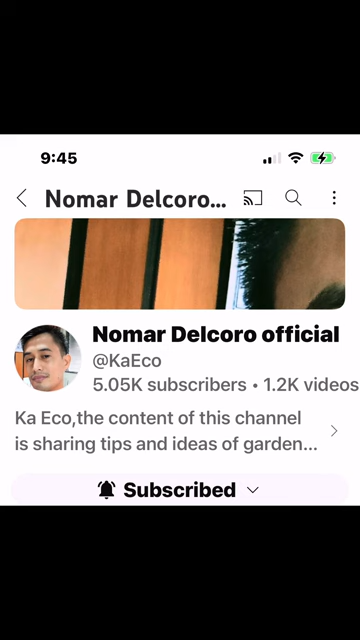 9:45
Nomar Delcoro...
Nomar Delcoro official
@KaEco
5.05K subscribers • 1.2K videos
Ka Eco,the content of this channel
is sharing tips and ideas of garden...
Subscribed